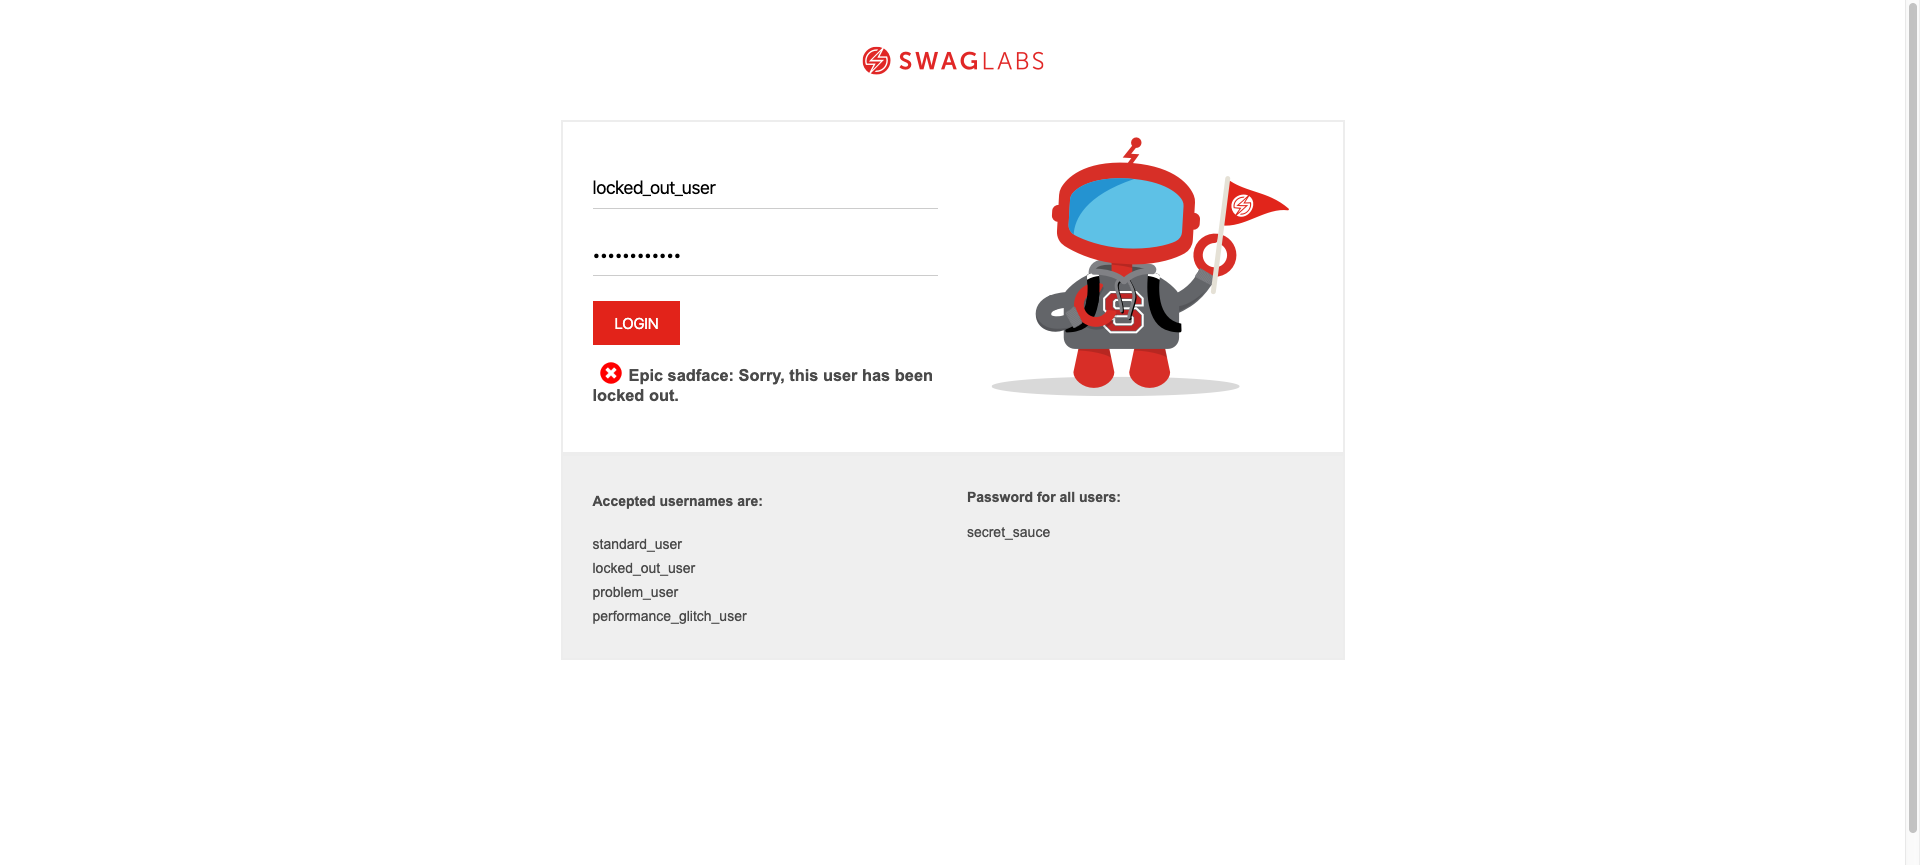 SWAGLABS
locked_out_user
••••••••••••
LOGIN
Epic sadface: Sorry, this user has been
locked out.
S
Accepted usernames are:
standard_user
locked_out_user
problem_user
performance_glitch_user
Password for all users:
secret_sauce